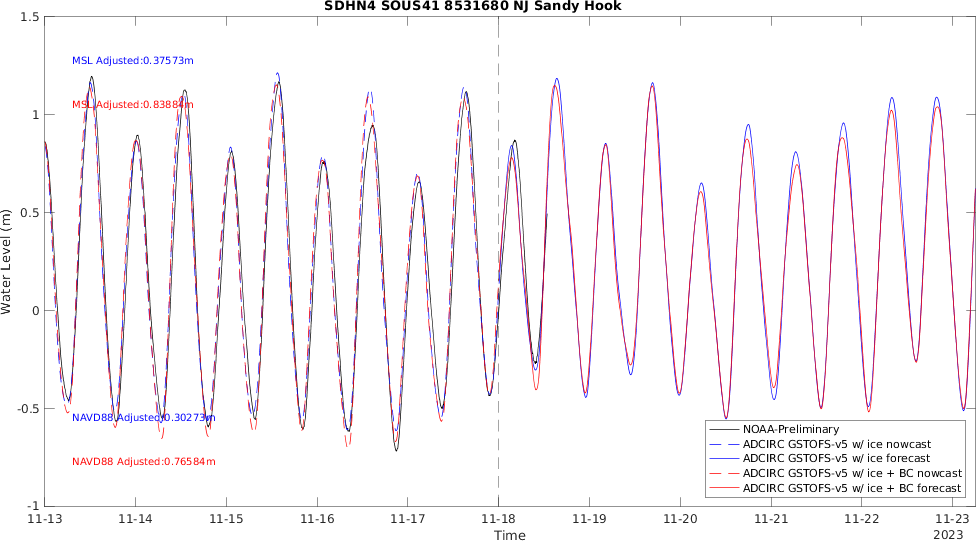 SDHN4 SOUS41 8531680 NJ Sandy Hook
1.5
MSL Adjusted:0.37573m
MSL Adjusted:0.83884m
1
0.5
Water Level (m)
0
-0.5
NAVD88 Adjusted:0.30273m
NAVD88 Adjusted:0.76584m
NOAA-Preliminary
ADCIRC GSTOFS-v5 w/ ice nowcast
ADCIRC GSTOFS-v5 w/ ice forecast
ADCIRC GSTOFS-v5 w/ ice + BC nowcast
ADCIRC GSTOFS-v5 w/ ice + BC forecast
-1
11-13 11-14 11-15 11-16 11-17 11-18 11-19 11-20 11-21 11-22 11-23
Time 2023